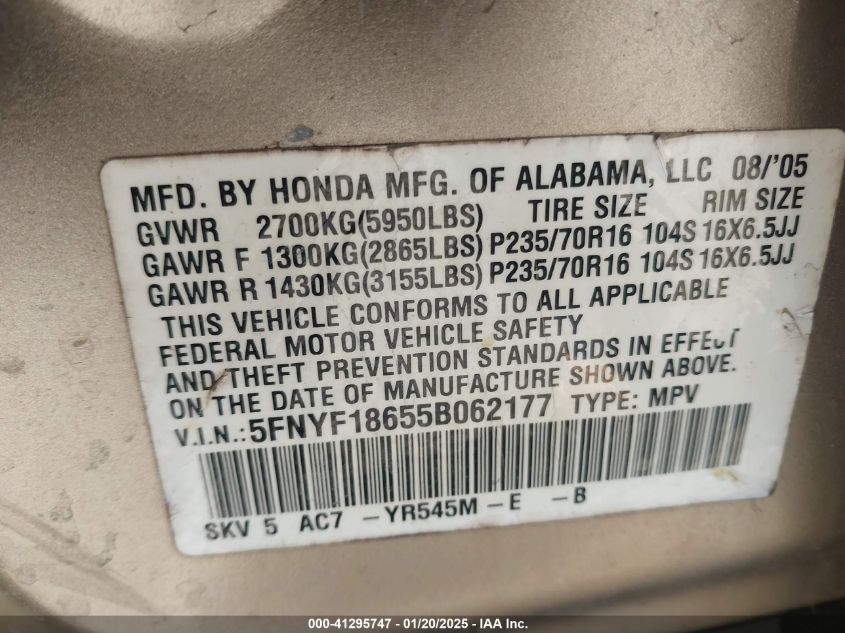 MFD. BY HONDA MFG. OF ALABAMA, LLC 08/'05
GVWR 2700KG(5950LBS) TIRE SIZE RIM SIZE
GAWR F 1300KG(2865LBS) P235/70R16 104S 16X6.5JJ
GAWR R 1430KG(3155LBS) P235/70R16 104S 16X6.5JJ
THIS VEHICLE CONFORMS TO ALL APPLICABLE
FEDERAL MOTOR VEHICLE SAFETY
AND THEFT PREVENTION STANDARDS IN EFFECT
ON THE DATE OF MANUFACTURE SHOWN ABOVE.
V.I.N.:5FNYF18655B062177 TYPE: MPV
SKV 5 AC7 -YR545M-E -B
000-41295747 - 01/20/2025 - IAA Inc.